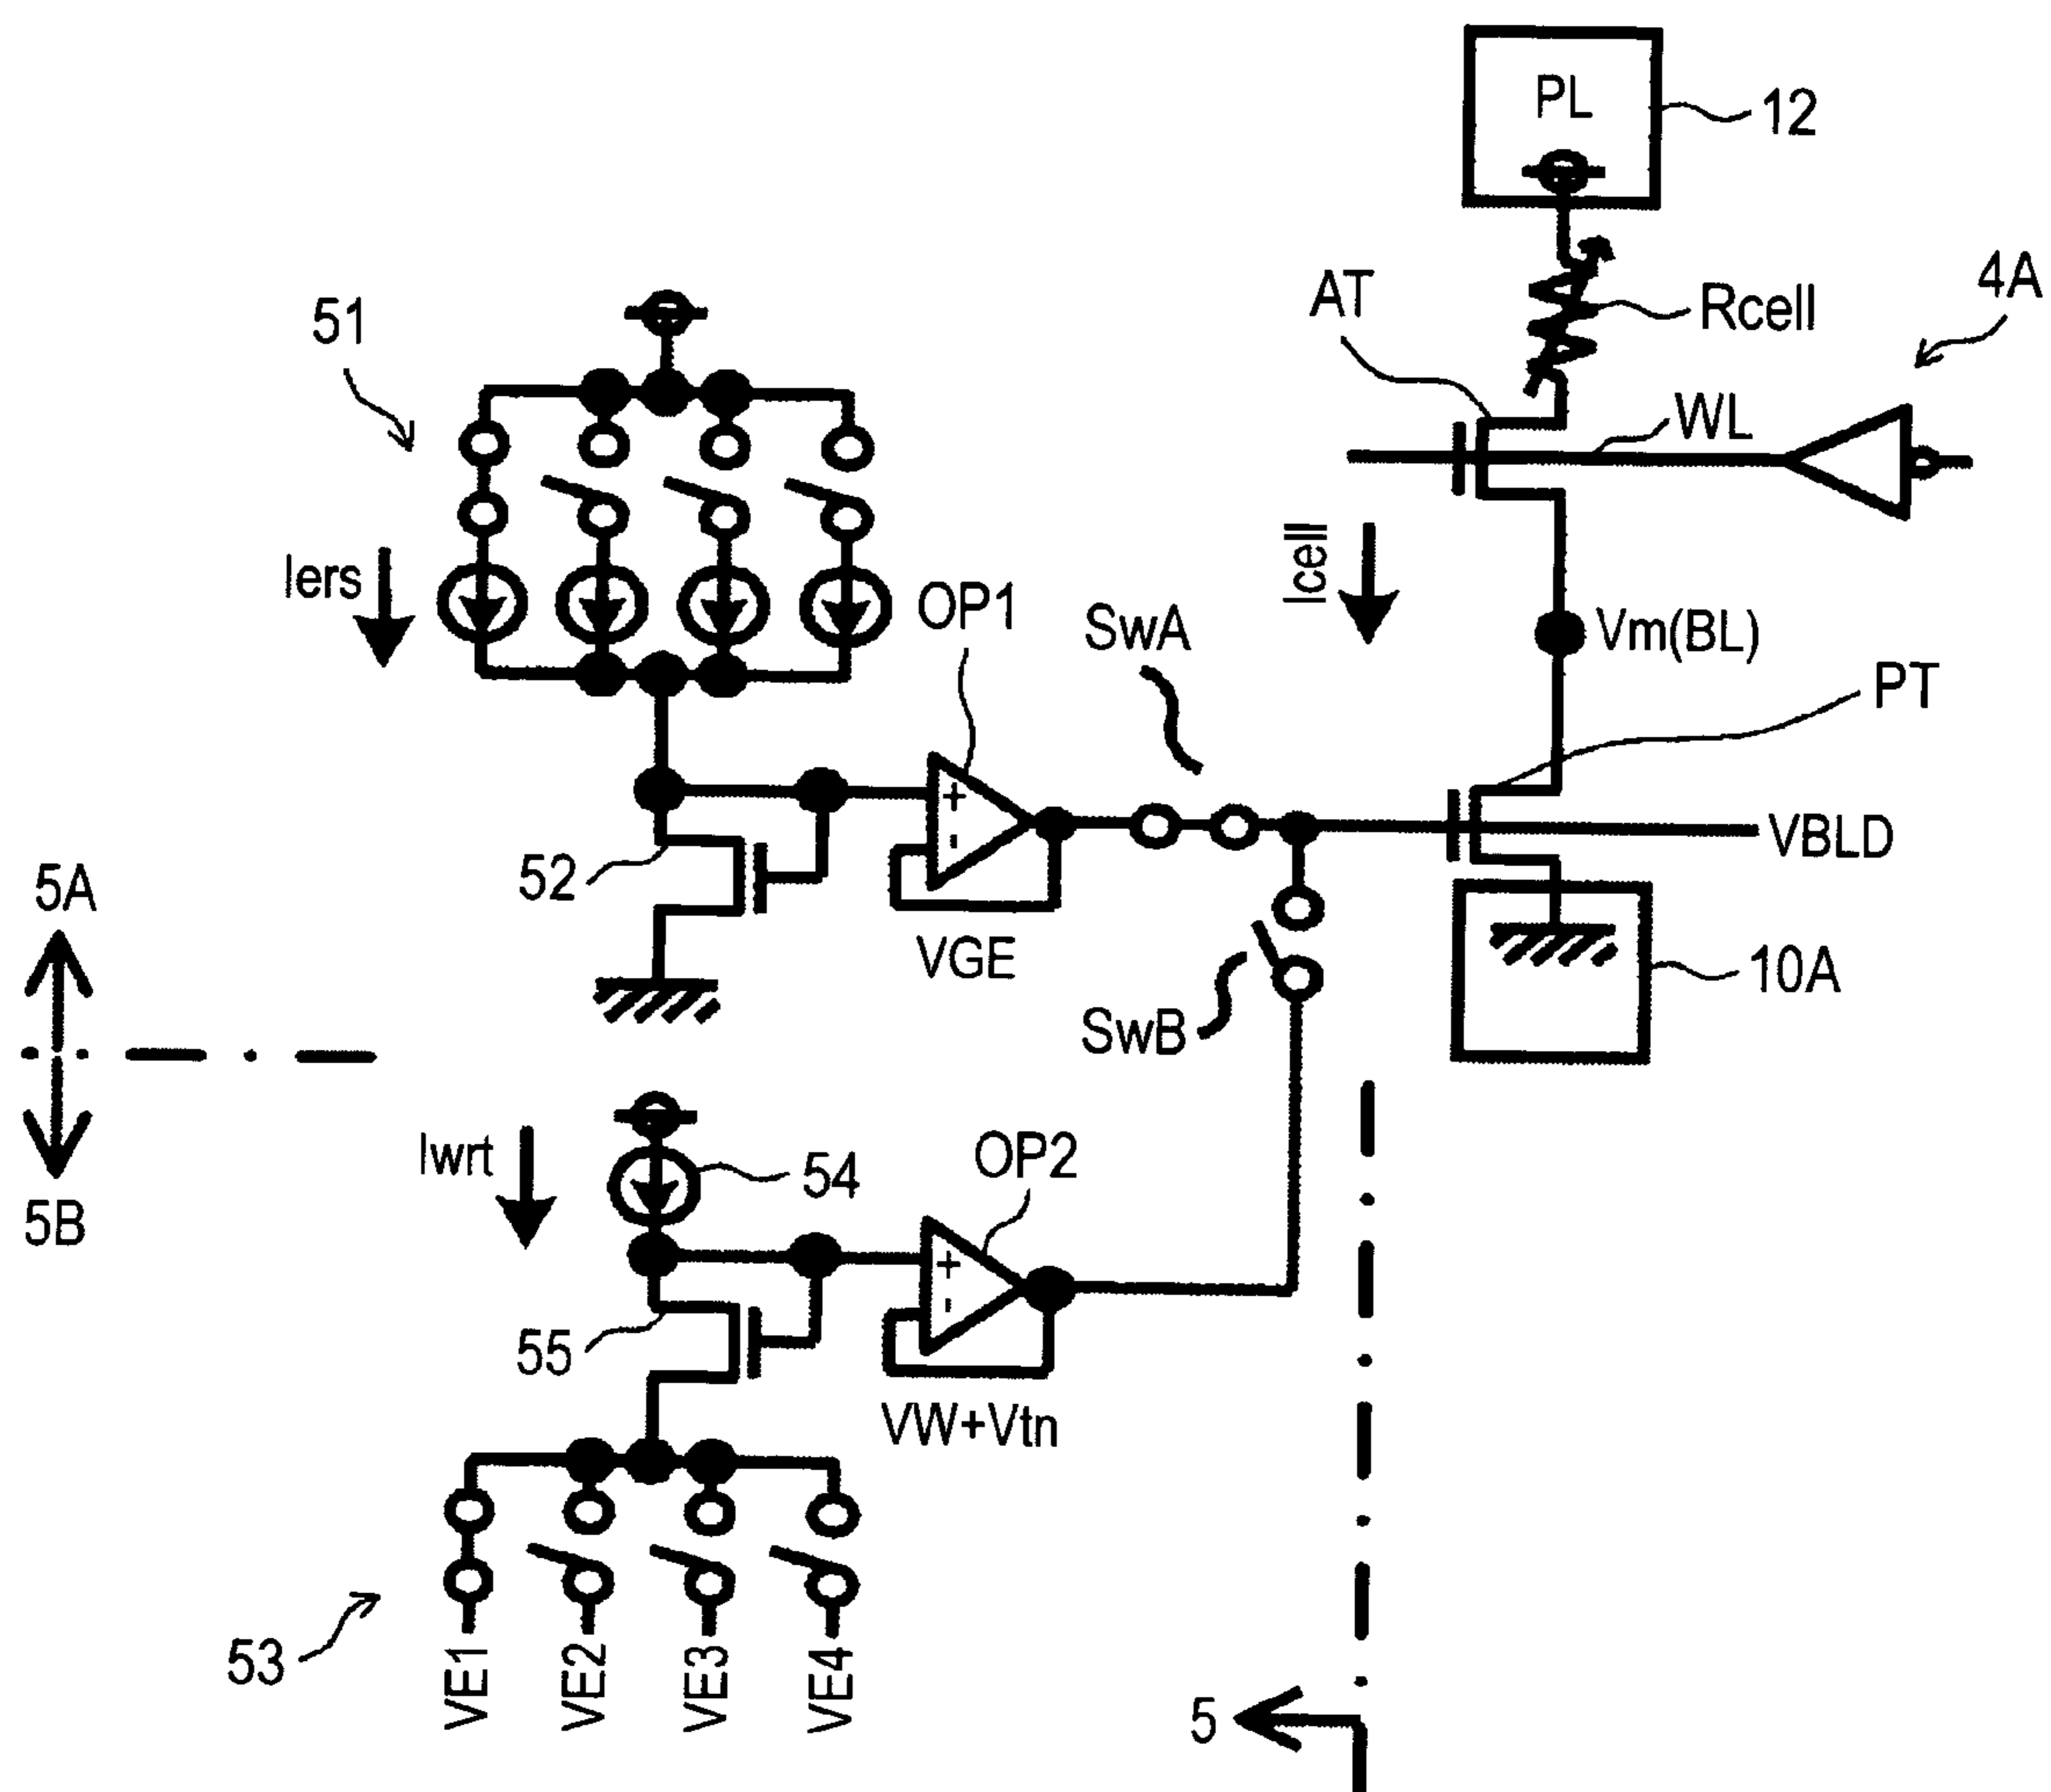 PL
12
4A
AT
Rcell
51
WL
Iers
Icell
OP1
SwA
Vm(BL)
PT
+
-
VBLD
52
5A
VGE
10A
SwB
Iwrt
54
OP2
5B
+
-
55
VW+Vtn
53
VE1
VE2
VE3
VE4
5